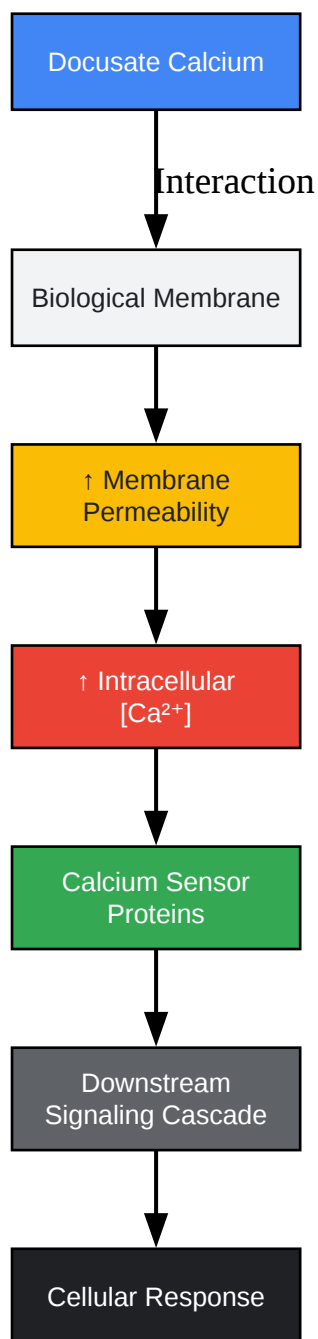 Docusate Calcium
Interaction
Biological Membrane
↑ Membrane
Permeability
↑ Intracellular
[Ca²⁺]
Calcium Sensor
Proteins
Downstream
Signaling Cascade
Cellular Response